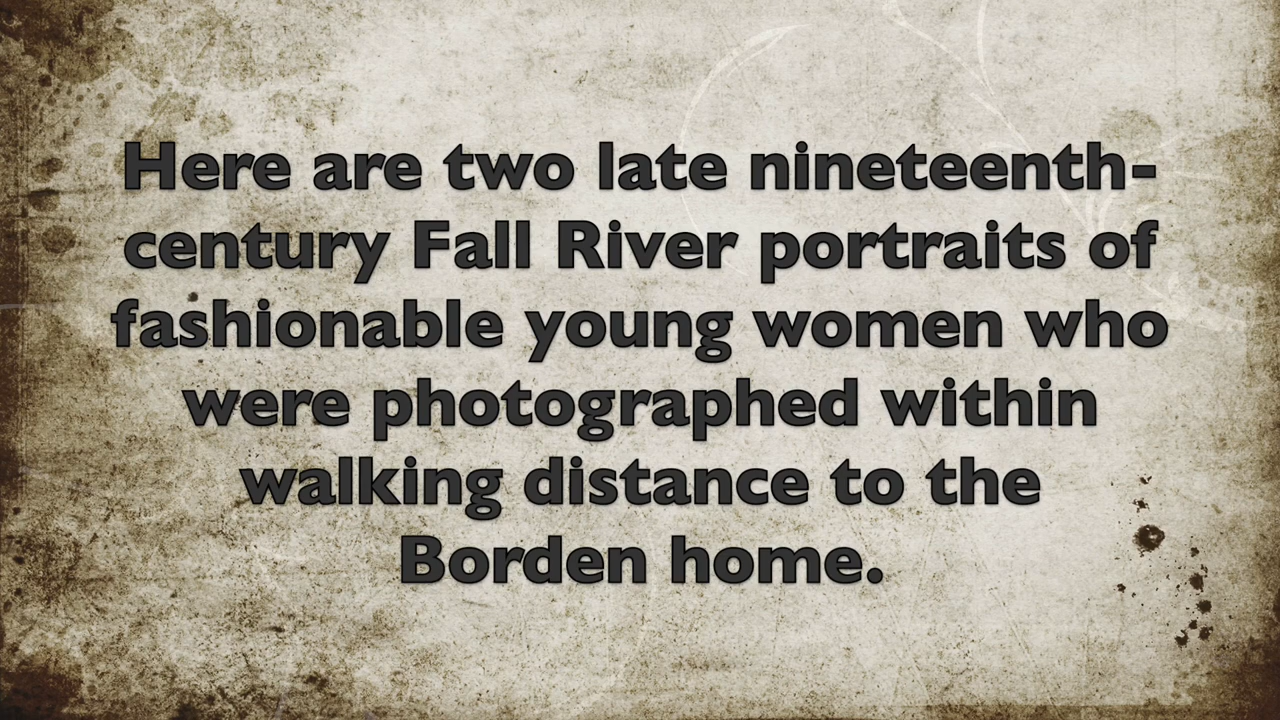 Here are two late nineteenth-
century Fall River portraits of
fashionable young women who
were photographed within
walking distance to the
Borden home.